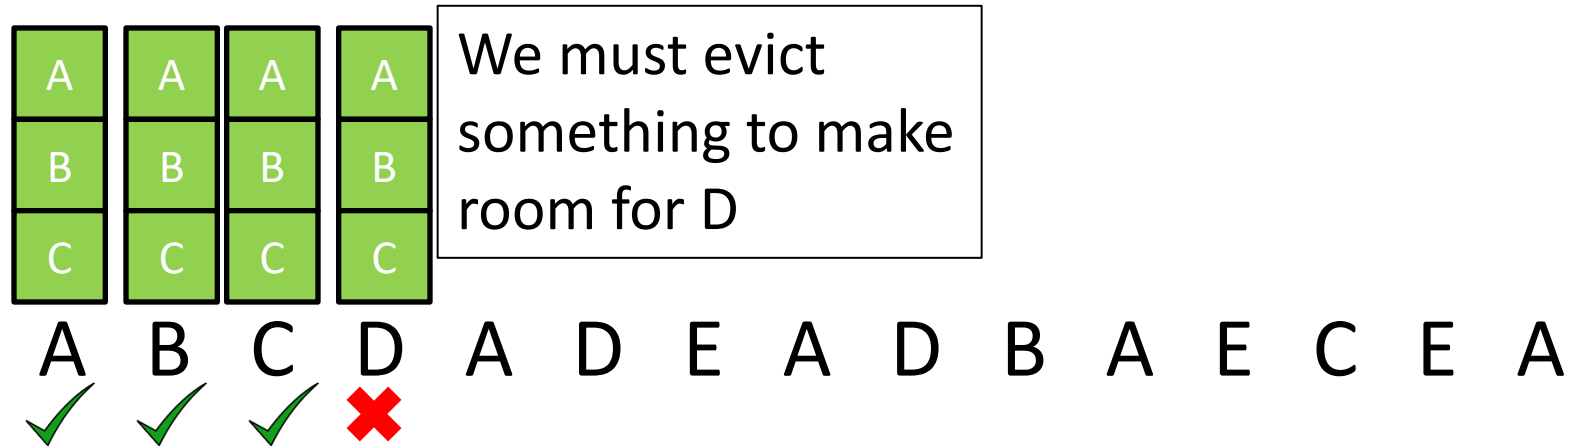 A A A A
B B B B
C C C C
We must evict
something to make
room for D
A B C D A D E A D B A E C E A